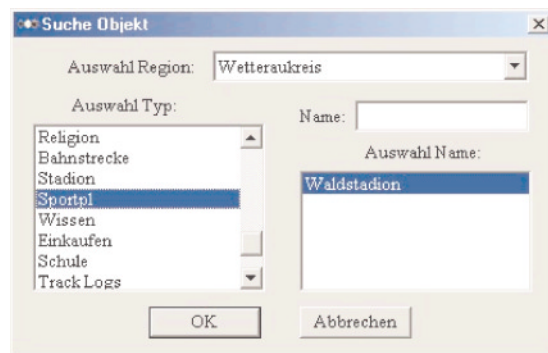 Suche Objekt
Auswahl Region: Wetteraukreis
Auswahl Typ:
Religion
Bahnstrecke
Stadion
Sportpl
Wissen
Einkaufen
Schule
Track Logs
Name:
Auswahl Name:
Waldstadion
OK
Abbrechen